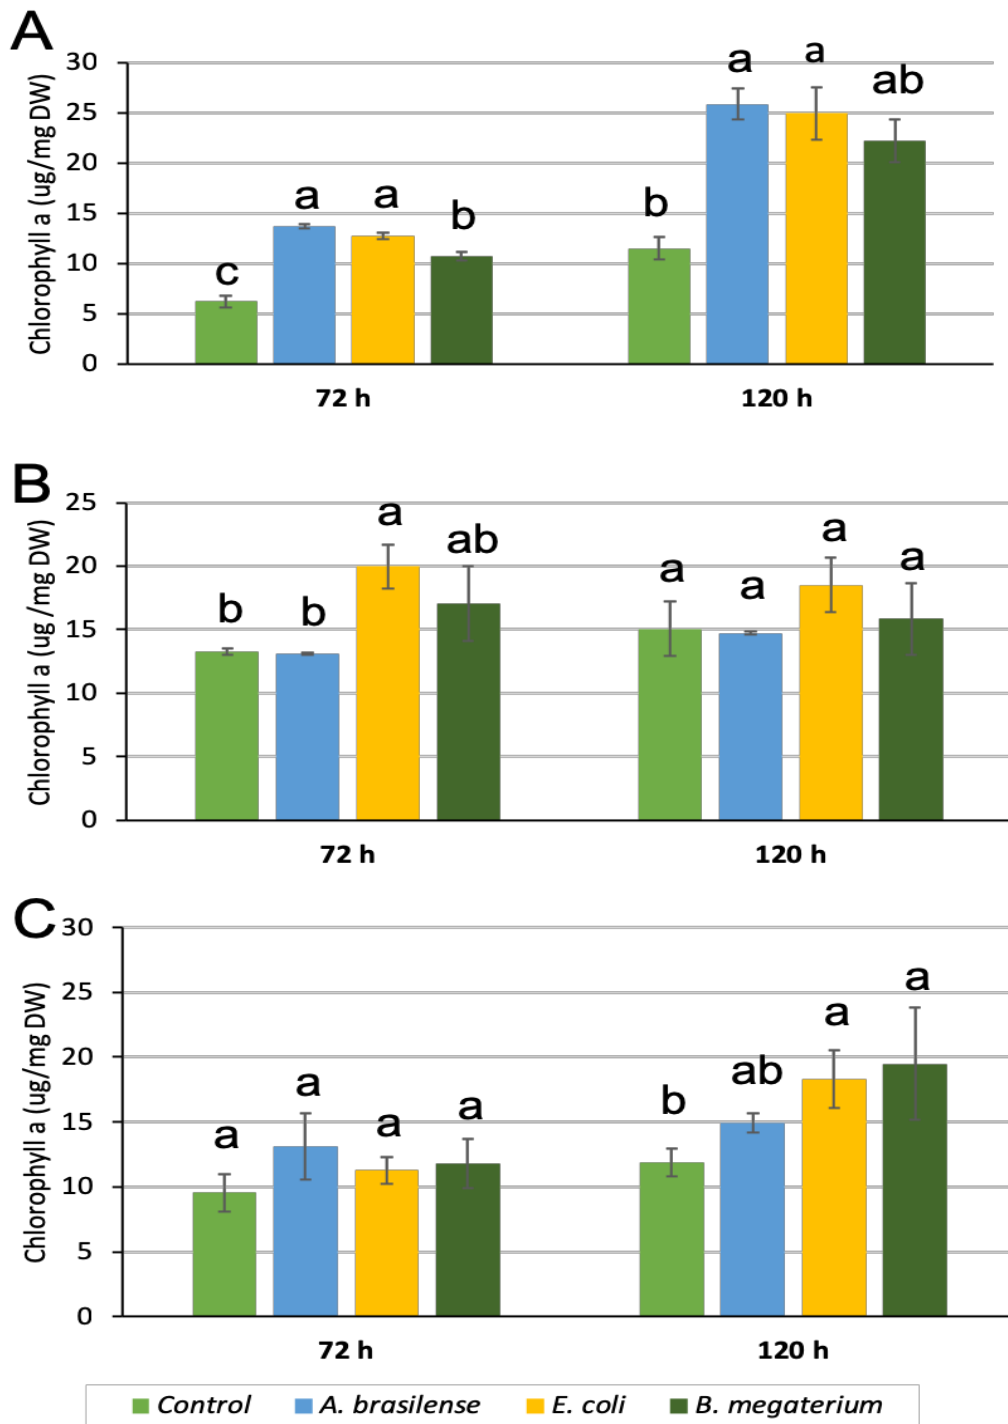 A
Chlorophyll a (ug/mg DW)
30
25
20
15
10
5
0
c
a
a
b
b
a
a
ab
72 h
120 h
B
Chlorophyll a (ug /mg DW)
25
20
15
10
5
0
b
b
a
ab
a
a
a
a
72 h
120 h
C
Chlorophyll a (ug/mg DW)
30
25
20
15
10
5
0
a
a
a
a
b
ab
a
a
72 h
120 h
Control A. brasilense E. coli B. megaterium